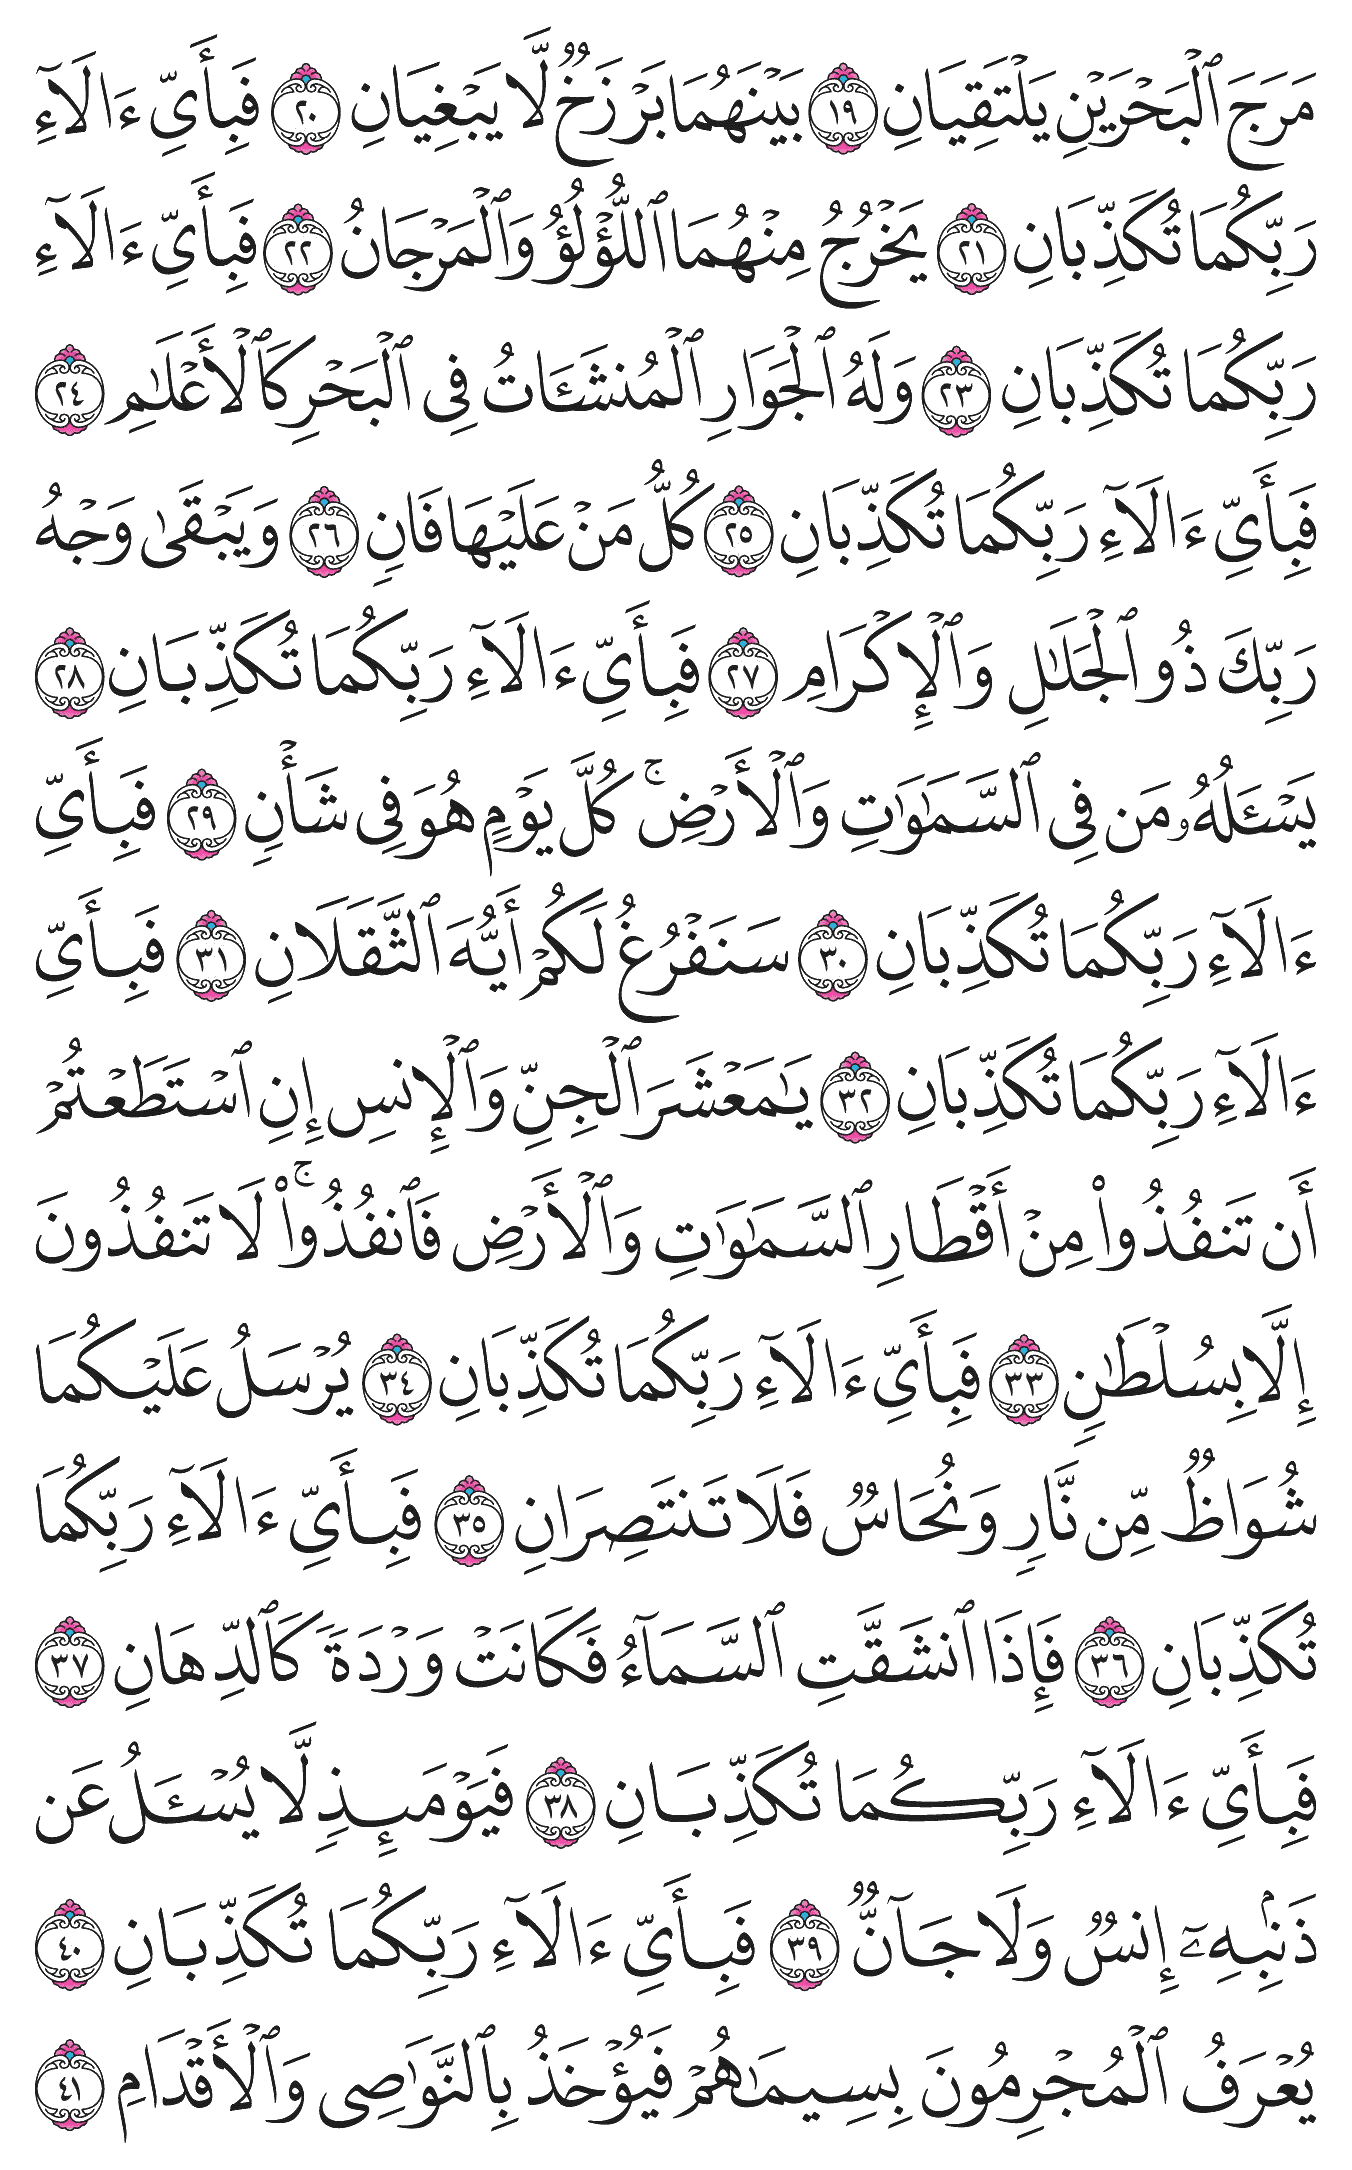 مَرَجَ ٱلْبَحْرَيْنِ يَلْتَقِيَانِ ١٩ بَيْنَهُمَا بَرْزَخٌ لَّا يَبْغِيَانِ ٢٠ فَبِأَىِّ ءَالَآءِ
رَبِّكُمَا تُكَذِّبَانِ ٢١ يَخْرُجُ مِنْهُمَا ٱللُّؤْلُؤُ وَٱلْمَرْجَانُ ٢٢ فَبِأَىِّ ءَالَآءِ
رَبِّكُمَا تُكَذِّبَانِ ٢٣ وَلَهُ ٱلْجَوَارِ ٱلْمُنشَـَٔاتُ فِى ٱلْبَحْرِ كَٱلْأَعْلَـٰمِ ٢٤
فَبِأَىِّ ءَالَآءِ رَبِّكُمَا تُكَذِّبَانِ ٢٥ كُلُّ مَنْ عَلَيْهَا فَانٍ ٢٦ وَيَبْقَىٰ وَجْهُ
رَبِّكَ ذُو ٱلْجَلَـٰلِ وَٱلْإِكْرَامِ ٢٧ فَبِأَىِّ ءَالَآءِ رَبِّكُمَا تُكَذِّبَانِ ٢٨
يَسْـَٔلُهُۥ مَن فِى ٱلسَّمَـٰوَٰتِ وَٱلْأَرْضِ ۚ كُلَّ يَوْمٍ هُوَ فِى شَأْنٍ ٢٩ فَبِأَىِّ
ءَالَآءِ رَبِّكُمَا تُكَذِّبَانِ ٣٠ سَنَفْرُغُ لَكُمْ أَيُّهَ ٱلثَّقَلَانِ ٣١ فَبِأَىِّ
ءَالَآءِ رَبِّكُمَا تُكَذِّبَانِ ٣٢ يَـٰمَعْشَرَ ٱلْجِنِّ وَٱلْإِنسِ إِنِ ٱسْتَطَعْتُمْ
أَن تَنفُذُوا۟ مِنْ أَقْطَارِ ٱلسَّمَـٰوَٰتِ وَٱلْأَرْضِ فَٱنفُذُوا۟ ۚ لَا تَنفُذُونَ
إِلَّا بِسُلْطَـٰنٍ ٣٣ فَبِأَىِّ ءَالَآءِ رَبِّكُمَا تُكَذِّبَانِ ٣٤ يُرْسَلُ عَلَيْكُمَا
شُوَاظٌ مِّن نَّارٍ وَنُحَاسٌ فَلَا تَنتَصِرَانِ ٣٥ فَبِأَىِّ ءَالَآءِ رَبِّكُمَا
تُكَذِّبَانِ ٣٦ فَإِذَا ٱنشَقَّتِ ٱلسَّمَآءُ فَكَانَتْ وَرْدَةً كَٱلدِّهَانِ ٣٧
فَبِأَىِّ ءَالَآءِ رَبِّكُمَا تُكَذِّبَانِ ٣٨ فَيَوْمَئِذٍ لَّا يُسْـَٔلُ عَن
ذَنۢبِهِۦٓ إِنسٌ وَلَا جَآنٌّ ٣٩ فَبِأَىِّ ءَالَآءِ رَبِّكُمَا تُكَذِّبَانِ ٤٠
يُعْرَفُ ٱلْمُجْرِمُونَ بِسِيمَـٰهُمْ فَيُؤْخَذُ بِٱلنَّوَٰصِى وَٱلْأَقْدَامِ ٤١